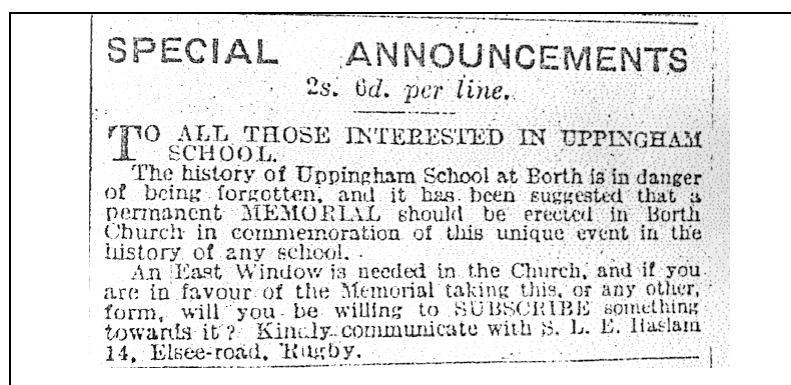 SPECIAL ANNOUNCEMENTS
2s. 6d. per line.
TO ALL THOSE INTERESTED IN UPPINGHAM
SCHOOL.
The history of Uppingham School at Borth is in danger
of being forgotten, and it has been suggested that a
permanent MEMORIAL should be erected in Borth
Church in commemoration of this unique event in the
history of any school.
An East Window is needed in the Church, and if you
are in favour of the Memorial taking this, or any other,
form, will you be willing to SUBSCRIBE something
towards it? Kindly communicate with S. L. E. Haslam
14, Elsee-road, Rugby.